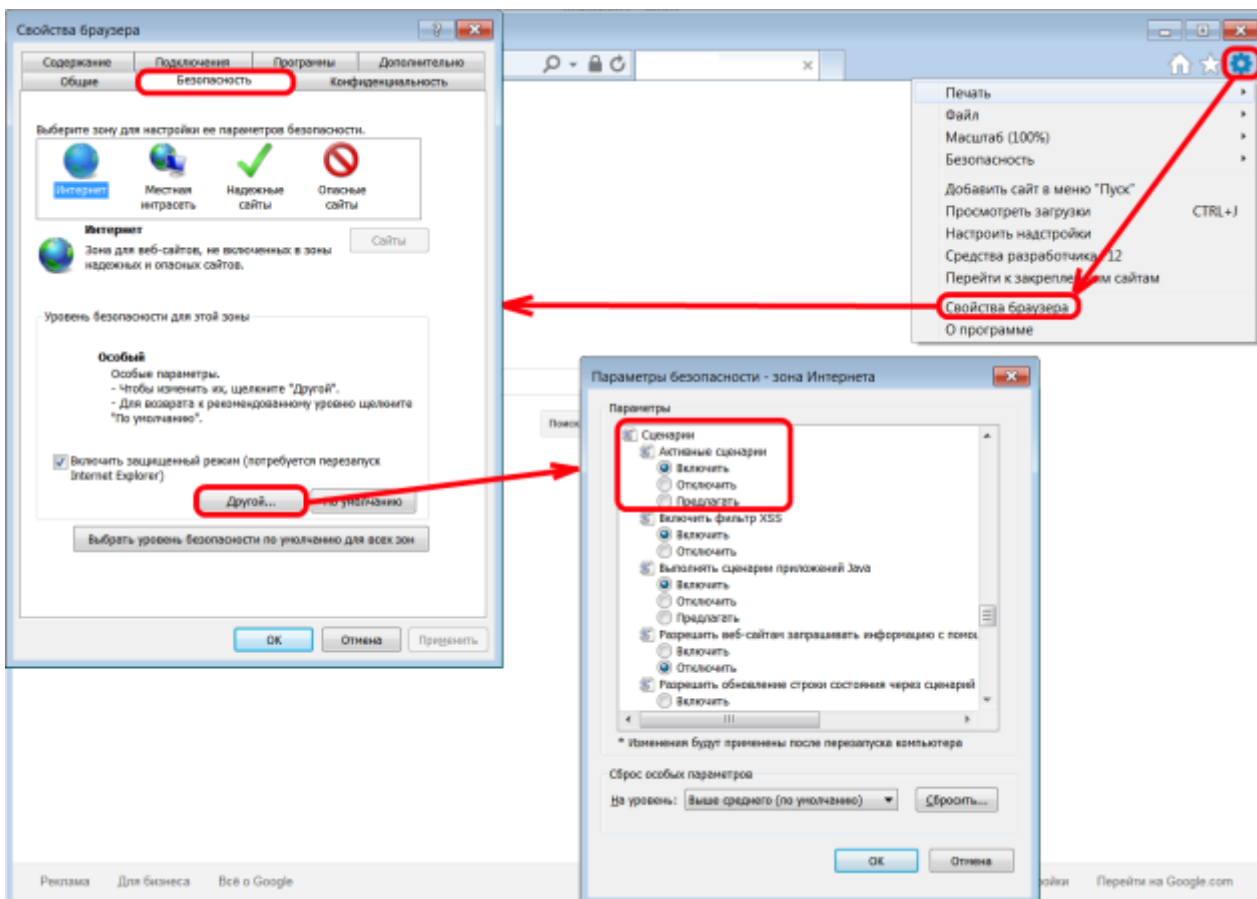 Свойства браузера
Содержание Подключения Программы Дополнительно
Общие Безопасность Конфиденциальность
Выберите зону для настройки ее параметров безопасности.
Интернет
Местная интрасеть
Надежные сайты
Опасные сайты
Интернет
Зона для веб-сайтов, не включенных в зоны
надежных и опасных сайтов.
Сайты
Уровень безопасности для этой зоны
Особый
Особые параметры.
- Чтобы изменить их, щелкните "Другой".
- Для возврата к рекомендованному уровню щелкните
"По умолчанию".
Включить защищенный режим (потребуется перезапуск
Internet Explorer)
Другой... По умолчанию
Выбрать уровень безопасности по умолчанию для всех зон
OK Отмена Применить
Печать
Файл
Масштаб (100%)
Безопасность
Добавить сайт в меню "Пуск"
Просмотреть загрузки CTRL+J
Настроить надстройки
Средства разработчика 12
Перейти к закрепленным сайтам
Свойства браузера
О программе
Поиск
Параметры безопасности - зона Интернета
Параметры
Сценарии
Активные сценарии
Включить
Отключить
Предлагать
Включить фильтр XSS
Включить
Отключить
Выполнять сценарии приложений Java
Включить
Отключить
Предлагать
Разрешить веб-сайтам запрашивать информацию с помощ
Включить
Отключить
Разрешить обновление строки состояния через сценарий
Включить
* Изменения будут применены после перезапуска компьютера
Сброс особых параметров
На уровень: Выше среднего (по умолчанию) Сбросить...
OK Отмена
Реклама Для бизнеса Всё о Google ройки Перейти на Google.com